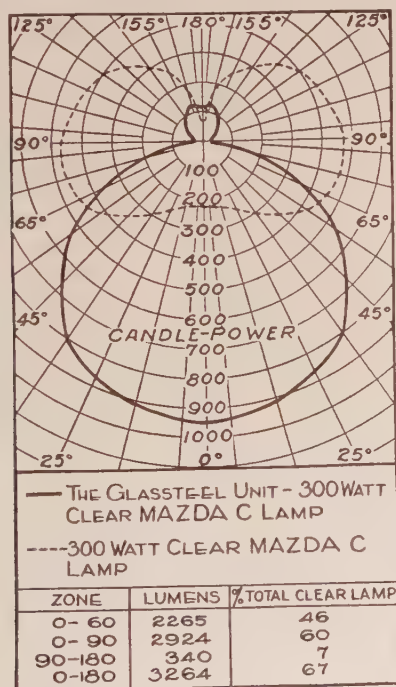 125° 155° 180° 155° 125°
90° 90°
100
200
300
65° 65°
400
500
45° 600 45°
CANDLE-POWER
700
800
900
1000
25° 0° 25°
THE GLASSTEEL UNIT - 300 WATT
CLEAR MAZDA C LAMP
300 WATT CLEAR MAZDA C
LAMP
ZONE LUMENS % TOTAL CLEAR LAMP
0-60 2265 46
0-90 2924 60
90-180 340 7
0-180 3264 67